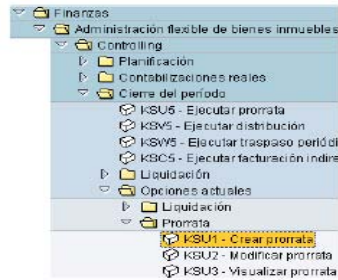 Finanzas
Administración flexible de bienes inmuebles
Controlling
Planificación
Contabilizaciones reales
Cierre del período
KSU5 - Ejecutar prorrata
KSV5 - Ejecutar distribución
KSW5 - Ejecutar traspaso periódi
KSC5 - Ejecutar facturación indire
Liquidación
Opciones actuales
Liquidación
Prorrata
KSU1 - Crear prorrata
KSU2 - Modificar prorrata
KSU3 - Visualizar prorrata